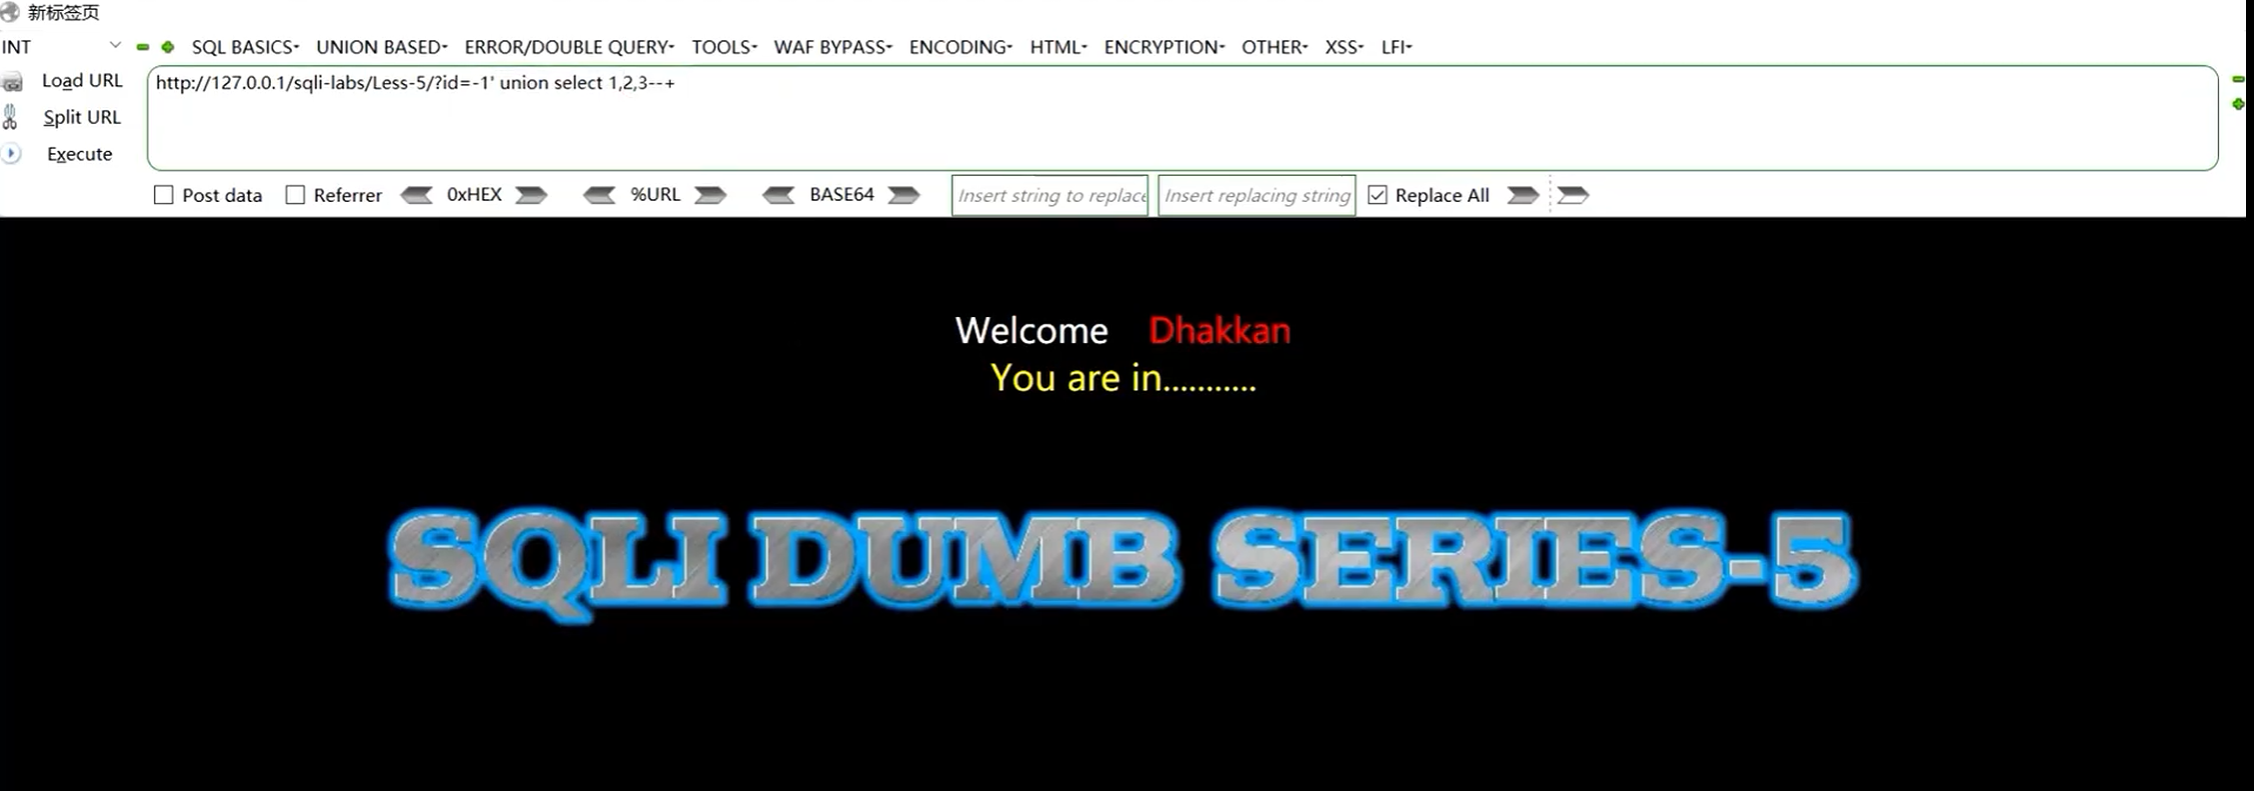 新标签页
INT SQL BASICS UNION BASED ERROR/DOUBLE QUERY TOOLS WAF BYPASS ENCODING HTML ENCRYPTION OTHER XSS LFI
Load URL
http://127.0.0.1/sqli-labs/Less-5/?id=-1' union select 1,2,3--+
Split URL
Execute
Post data Referrer 0xHEX %URL BASE64 Insert string to replace Insert replacing string Replace All
Welcome Dhakkan
You are in...........
SQLI DUMB SERIES-5